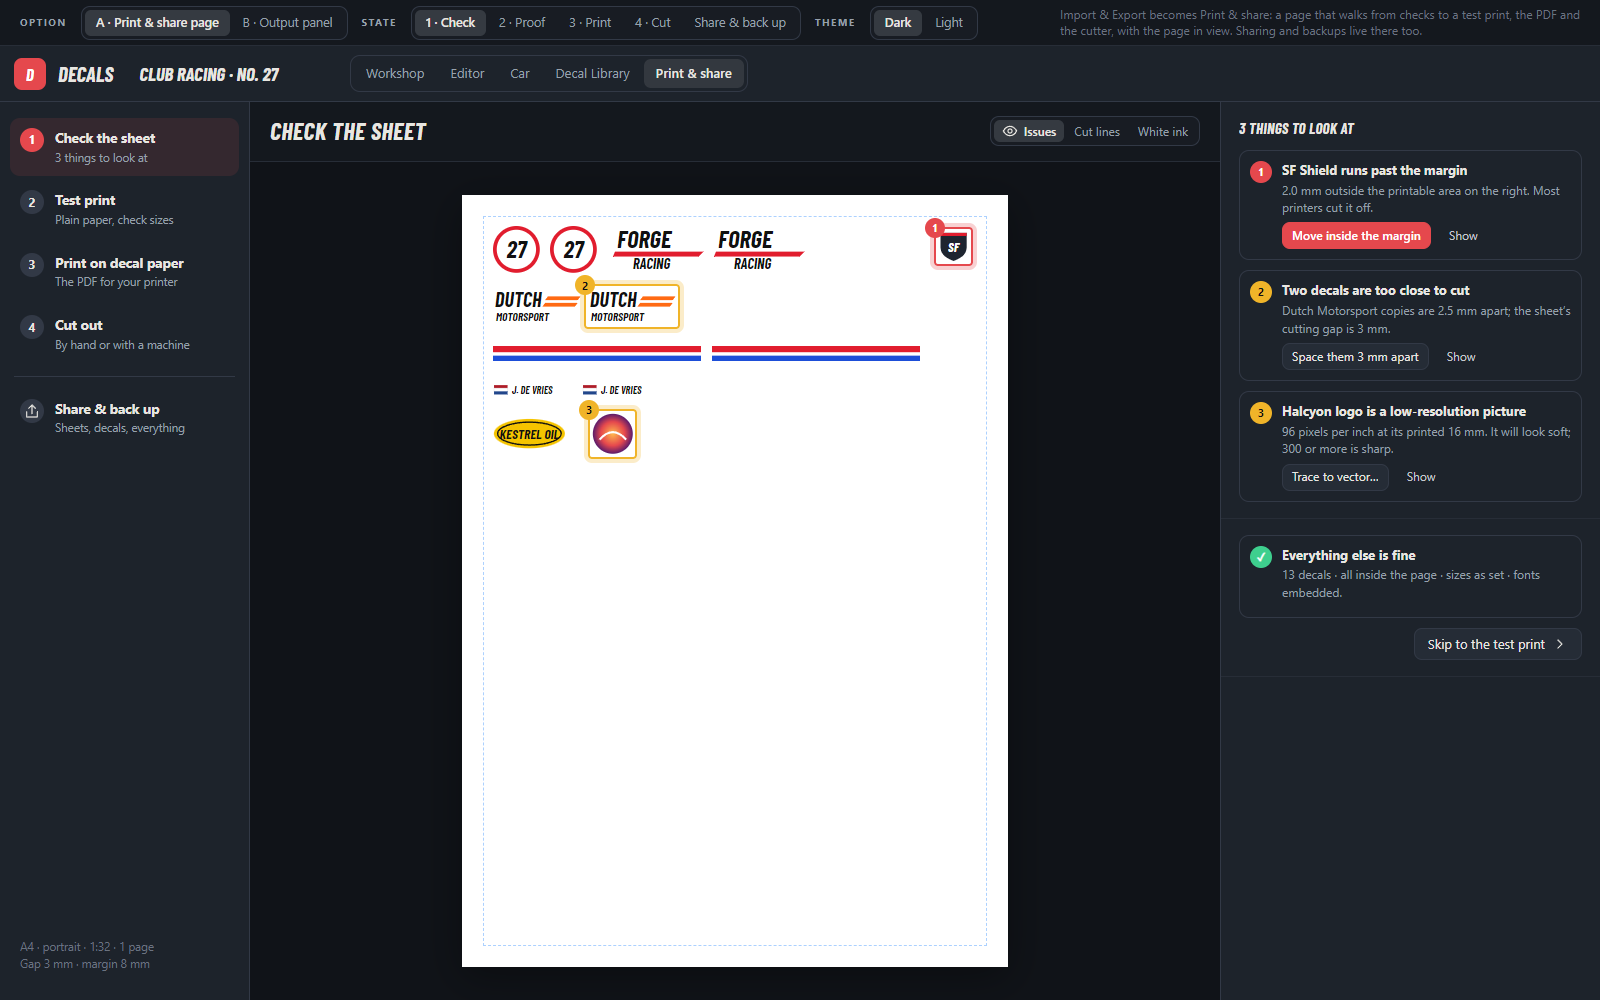 OPTION
A · Print & share page
B · Output panel
STATE
1 · Check
2 · Proof
3 · Print
4 · Cut
Share & back up
THEME
Dark
Light
Import & Export becomes Print & share: a page that walks from checks to a test print, the PDF and
the cutter, with the page in view. Sharing and backups live there too.
D
DECALS
CLUB RACING · NO. 27
Workshop
Editor
Car
Decal Library
Print & share
1
Check the sheet
3 things to look at
2
Test print
Plain paper, check sizes
3
Print on decal paper
The PDF for your printer
4
Cut out
By hand or with a machine
Share & back up
Sheets, decals, everything
A4 · portrait · 1:32 · 1 page
Gap 3 mm · margin 8 mm
CHECK THE SHEET
Issues
Cut lines
White ink
27
27
FORGE
RACING
FORGE
RACING
1
SF
DUTCH
MOTORSPORT
2
DUTCH
MOTORSPORT
J. DE VRIES
J. DE VRIES
KESTREL OIL
3
3 THINGS TO LOOK AT
1
SF Shield runs past the margin
2.0 mm outside the printable area on the right. Most
printers cut it off.
Move inside the margin
Show
2
Two decals are too close to cut
Dutch Motorsport copies are 2.5 mm apart; the sheet's
cutting gap is 3 mm.
Space them 3 mm apart
Show
3
Halcyon logo is a low-resolution picture
96 pixels per inch at its printed 16 mm. It will look soft;
300 or more is sharp.
Trace to vector...
Show
Everything else is fine
13 decals · all inside the page · sizes as set · fonts
embedded.
Skip to the test print